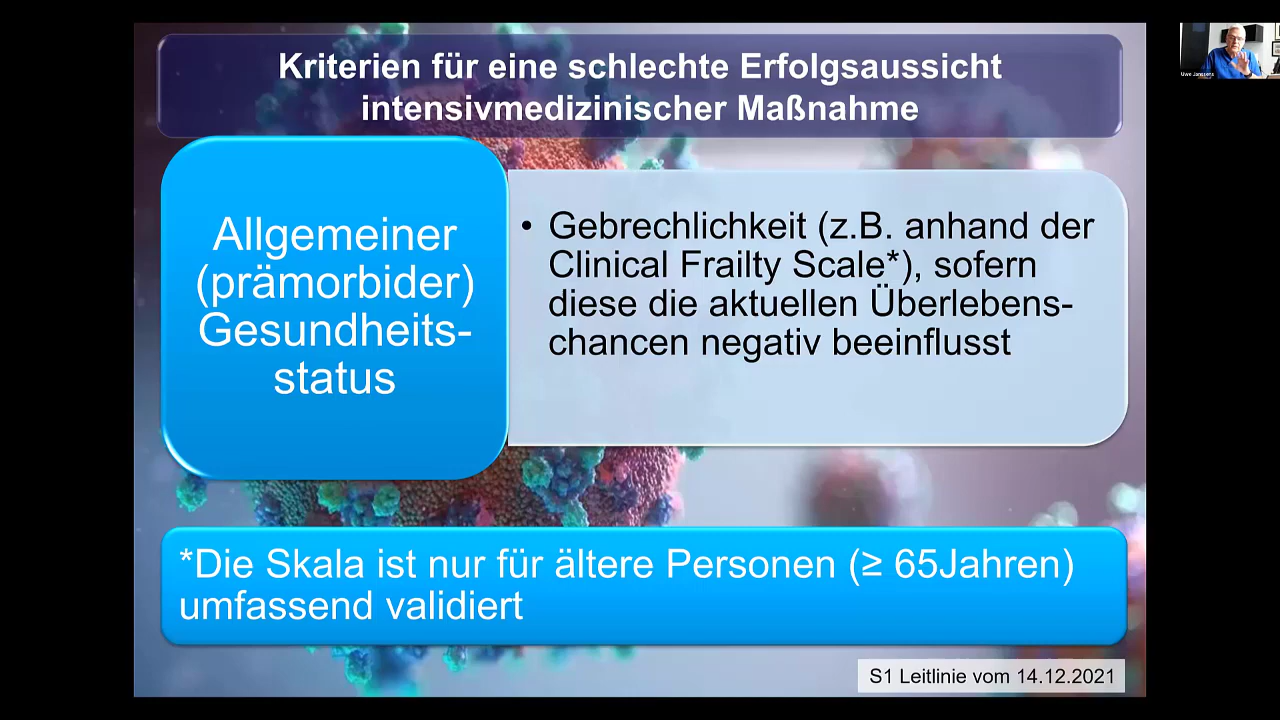 Kriterien für eine schlechte Erfolgsaussicht
intensivmedizinischer Maßnahme
Allgemeiner
(prämorbider)
Gesundheits-
status
• Gebrechlichkeit (z.B. anhand der
Clinical Frailty Scale*), sofern
diese die aktuellen Überlebens-
chancen negativ beeinflusst
*Die Skala ist nur für ältere Personen (≥ 65Jahren)
umfassend validiert
S1 Leitlinie vom 14.12.2021
Uwe Janssens